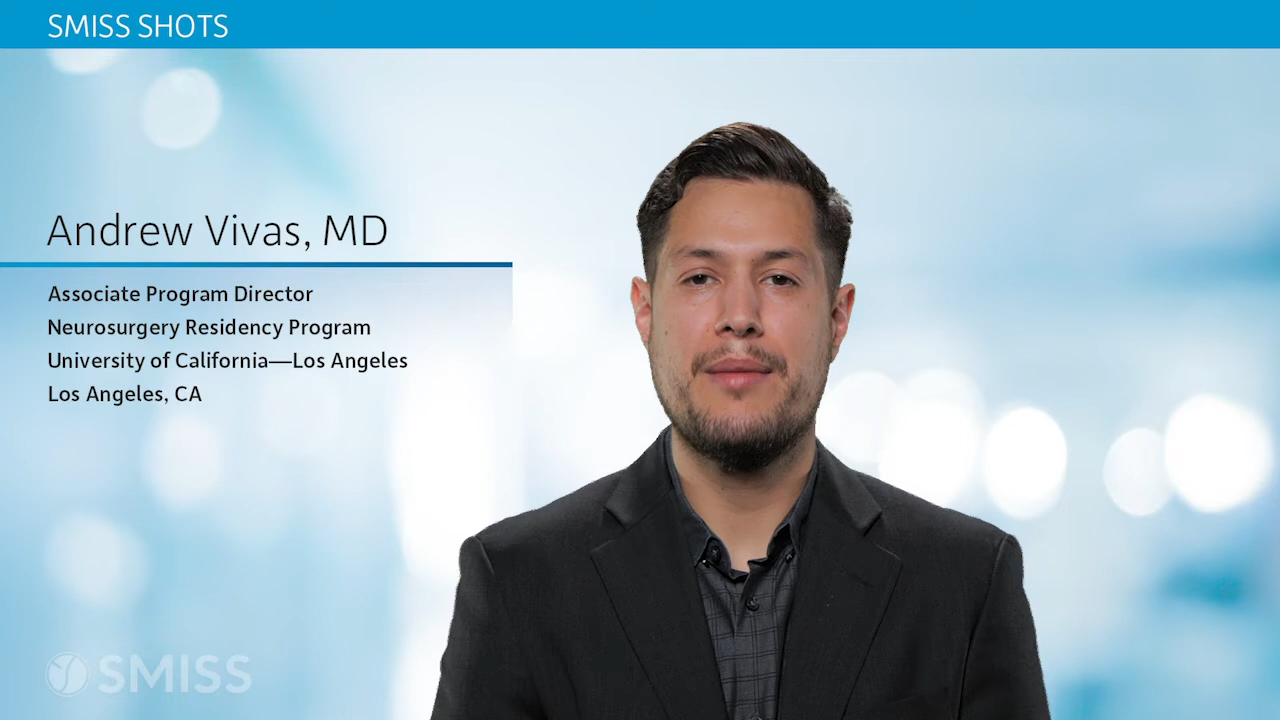 SMISS SHOTS
Andrew Vivas, MD
Associate Program Director
Neurosurgery Residency Program
University of California—Los Angeles
Los Angeles, CA
SMISS